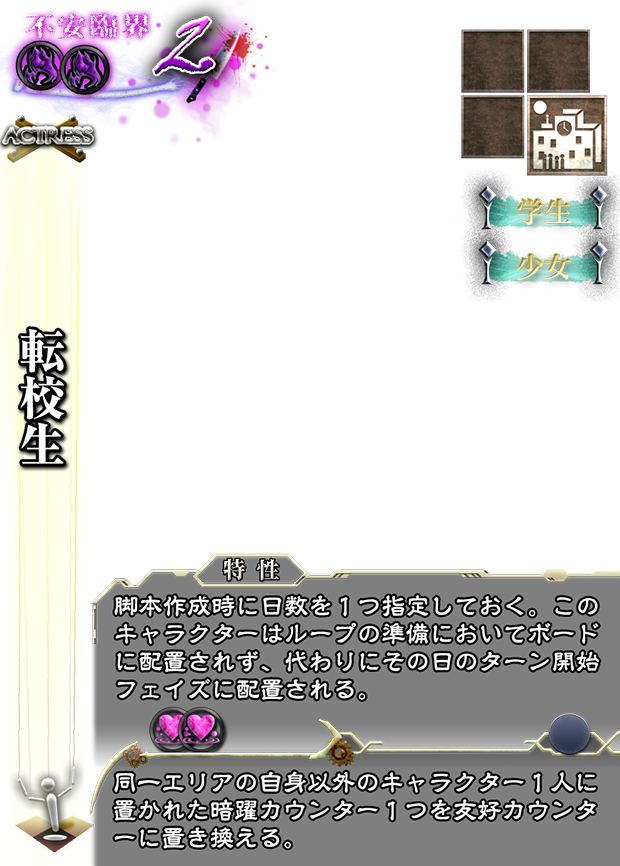 不安臨界
2
ACTRESS
学生
少女
転校生
特性
脚本作成時に日数を1つ指定しておく。この
キャラクターはループの準備においてボード
に配置されず、代わりにその日のターン開始
フェイズに配置される。
同一エリアの自身以外のキャラクター1人に
置かれた暗躍カウンター1つを友好カウンタ
ーに置き換える。